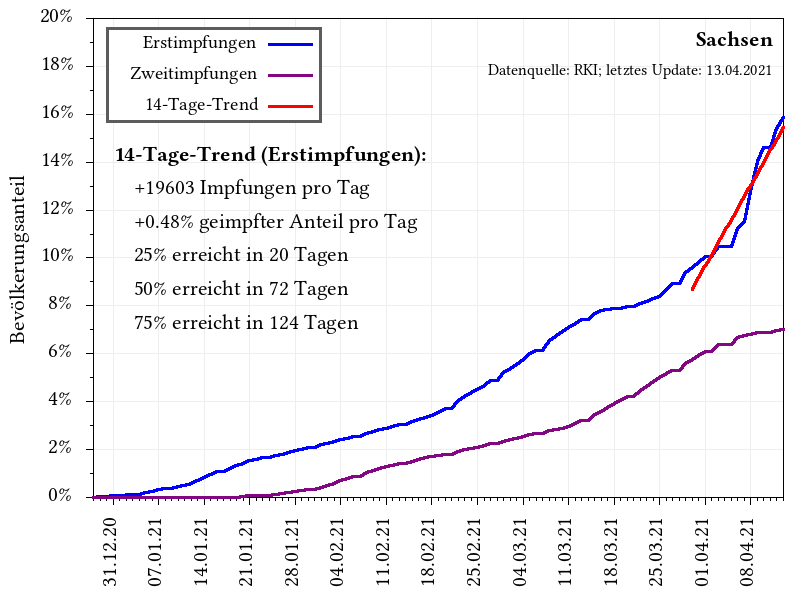 20%
18%
16%
14%
12%
10%
8%
6%
4%
2%
0%
Bevölkerungsanteil
Erstimpfungen
Zweitimpfungen
14-Tage-Trend
Sachsen
Datenquelle: RKI; letztes Update: 13.04.2021
14-Tage-Trend (Erstimpfungen):
+19603 Impfungen pro Tag
+0.48% geimpfter Anteil pro Tag
25% erreicht in 20 Tagen
50% erreicht in 72 Tagen
75% erreicht in 124 Tagen
31.12.20
07.01.21
14.01.21
21.01.21
28.01.21
04.02.21
11.02.21
18.02.21
25.02.21
04.03.21
11.03.21
18.03.21
25.03.21
01.04.21
08.04.21